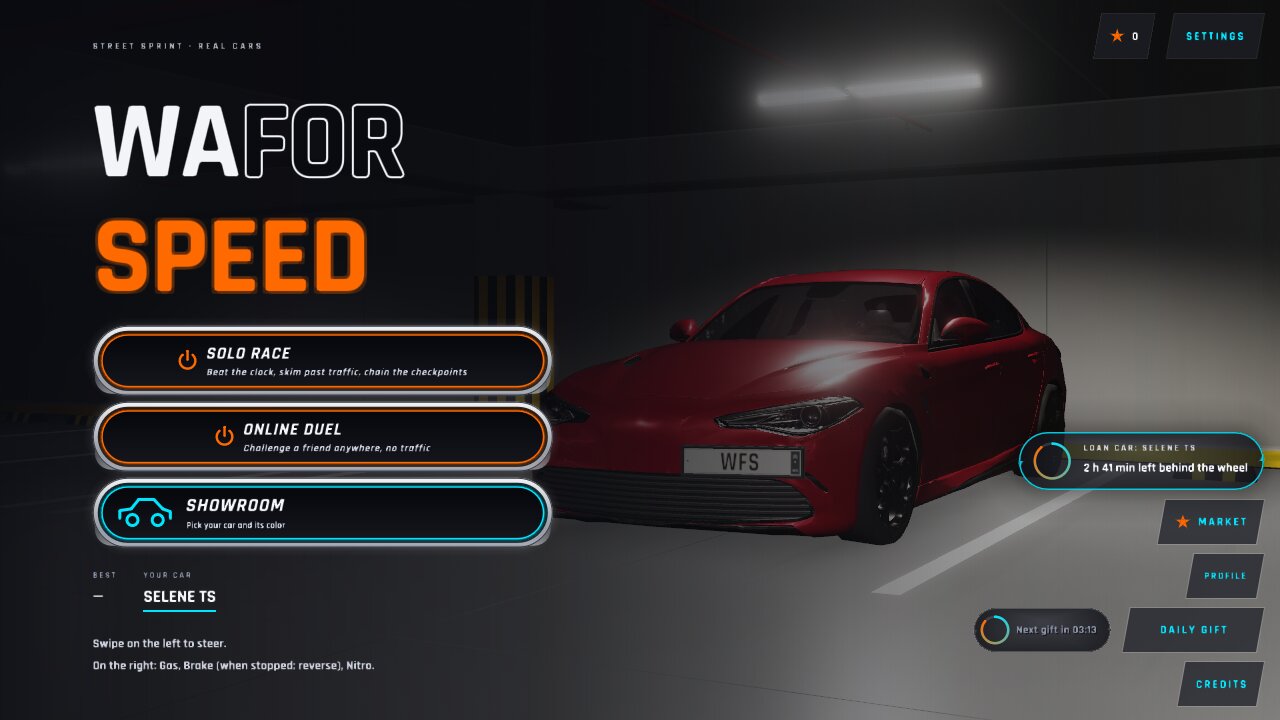 STREET SPRINT · REAL CARS
★ 0
SETTINGS
WAFOR
SPEED
SOLO RACE
Beat the clock, skim past traffic, chain the checkpoints
ONLINE DUEL
Challenge a friend anywhere, no traffic
SHOWROOM
Pick your car and its color
WFS
LOAN CAR: SELENE TS
2 h 41 min left behind the wheel
★ MARKET
PROFILE
BEST
—
YOUR CAR
SELENE TS
Swipe on the left to steer.
On the right: Gas, Brake (when stopped: reverse), Nitro.
Next gift in 03:13
DAILY GIFT
CREDITS